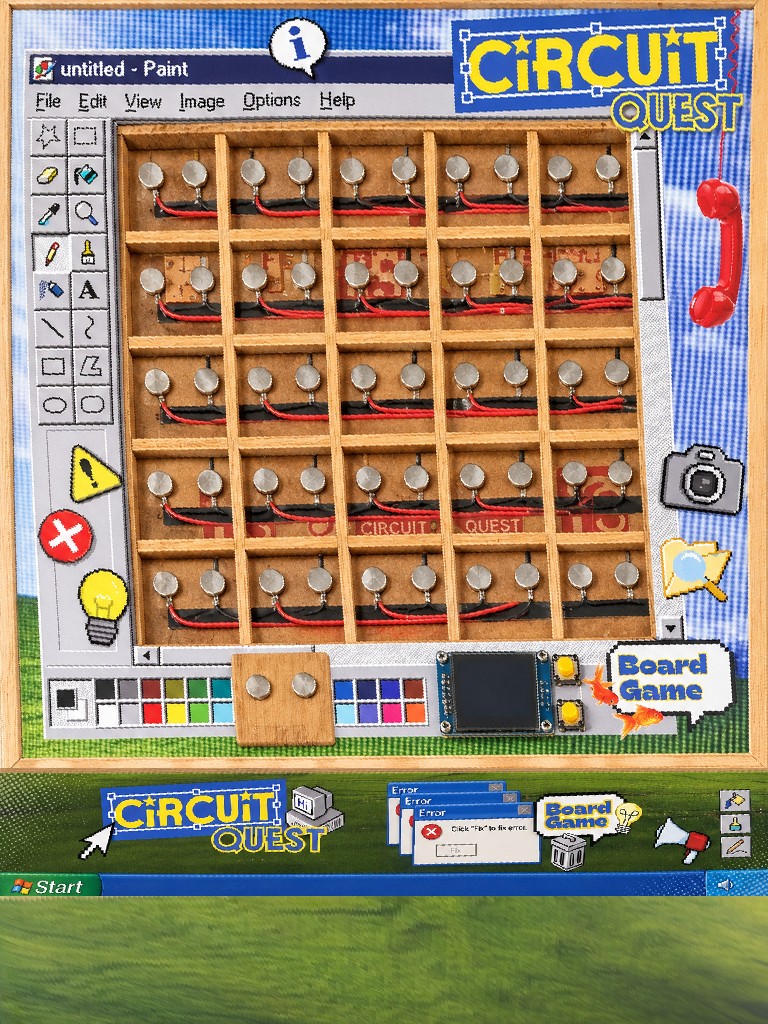 i
CiRCUiT
QUEST
untitled - Paint
File Edit View Image Options Help
A
CIRCUIT QUEST
Board
Game
CiRCUiT
QUEST
Hi
Error
Error
Error
Click "Fix" to fix error.
Fix
Board
Game
Start